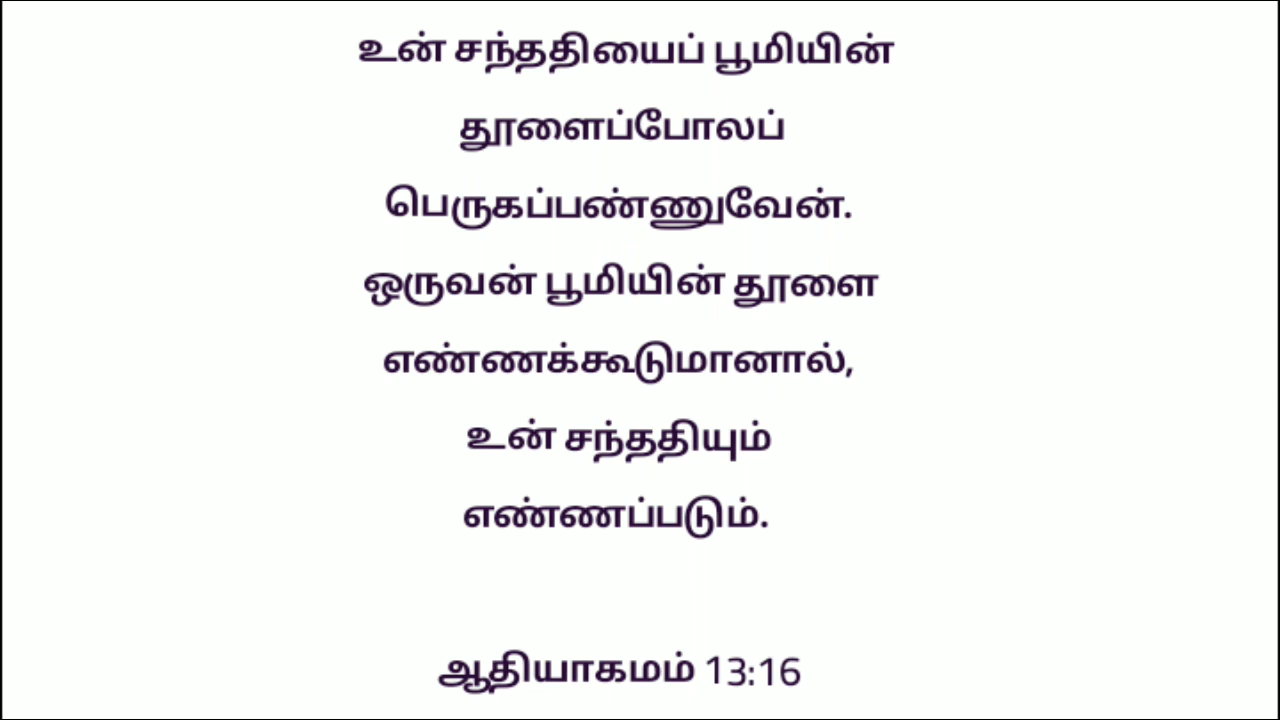 உன் சந்ததியைப் பூமியின்
தூளைப்போலப்
பெருகப்பண்ணுவேன்.
ஒருவன் பூமியின் தூளை
எண்ணக்கூடுமானால்,
உன் சந்ததியும்
எண்ணப்படும்.
ஆதியாகமம் 13:16